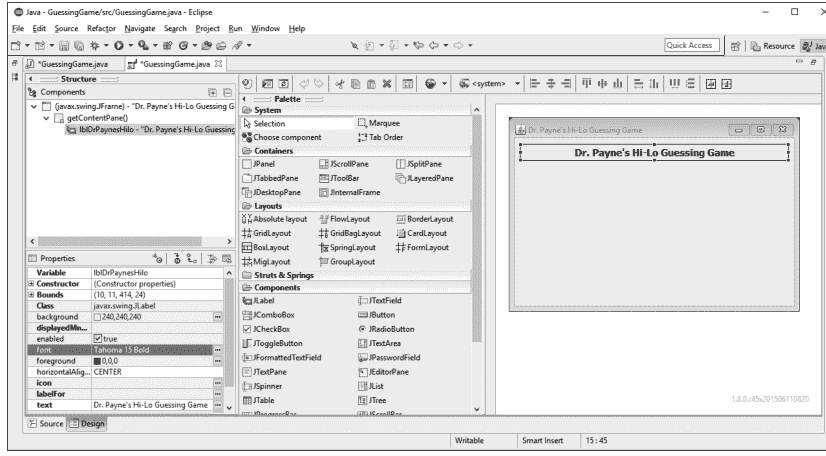 Java - GuessingGame/src/GuessingGame.java - Eclipse
File Edit Source Refactor Navigate Search Project Run Window Help
Quick Access
Resource
Jav
*GuessingGame.java
*GuessingGame.java
Structure
Components
(javax.swing.JFrame) - "Dr. Payne's Hi-Lo Guessing G
getContentPane()
lblDrPaynesHilo - "Dr. Payne's Hi-Lo Guessing
Properties
Variable lblDrPaynesHilo
Constructor (Constructor properties)
Bounds (10, 11, 414, 24)
Class javax.swing.JLabel
background 240,240,240
displayedMn...
enabled true
font Tahoma 15 Bold
foreground 0,0,0
horizontalAlig... CENTER
icon
labelFor
text Dr. Payne's Hi-Lo Guessing Game
Source Design
<system>
Palette
System
Selection Marquee
Choose component Tab Order
Containers
JPanel JScrollPane JSplitPane
JTabbedPane JToolBar JLayeredPane
JDesktopPane JInternalFrame
Layouts
Absolute layout FlowLayout BorderLayout
GridLayout GridBagLayout CardLayout
BoxLayout SpringLayout FormLayout
MigLayout GroupLayout
Struts & Springs
Components
JLabel JTextField
JComboBox JButton
JCheckBox JRadioButton
JToggleButton JTextArea
JFormattedTextField JPasswordField
JTextPane JEditorPane
JSpinner JList
JTable JTree
JProgressBar JScrollBar
Dr. Payne's Hi-Lo Guessing Game
Dr. Payne's Hi-Lo Guessing Game
1.8.0.r45x201506110820
Writable Smart Insert 15 : 45